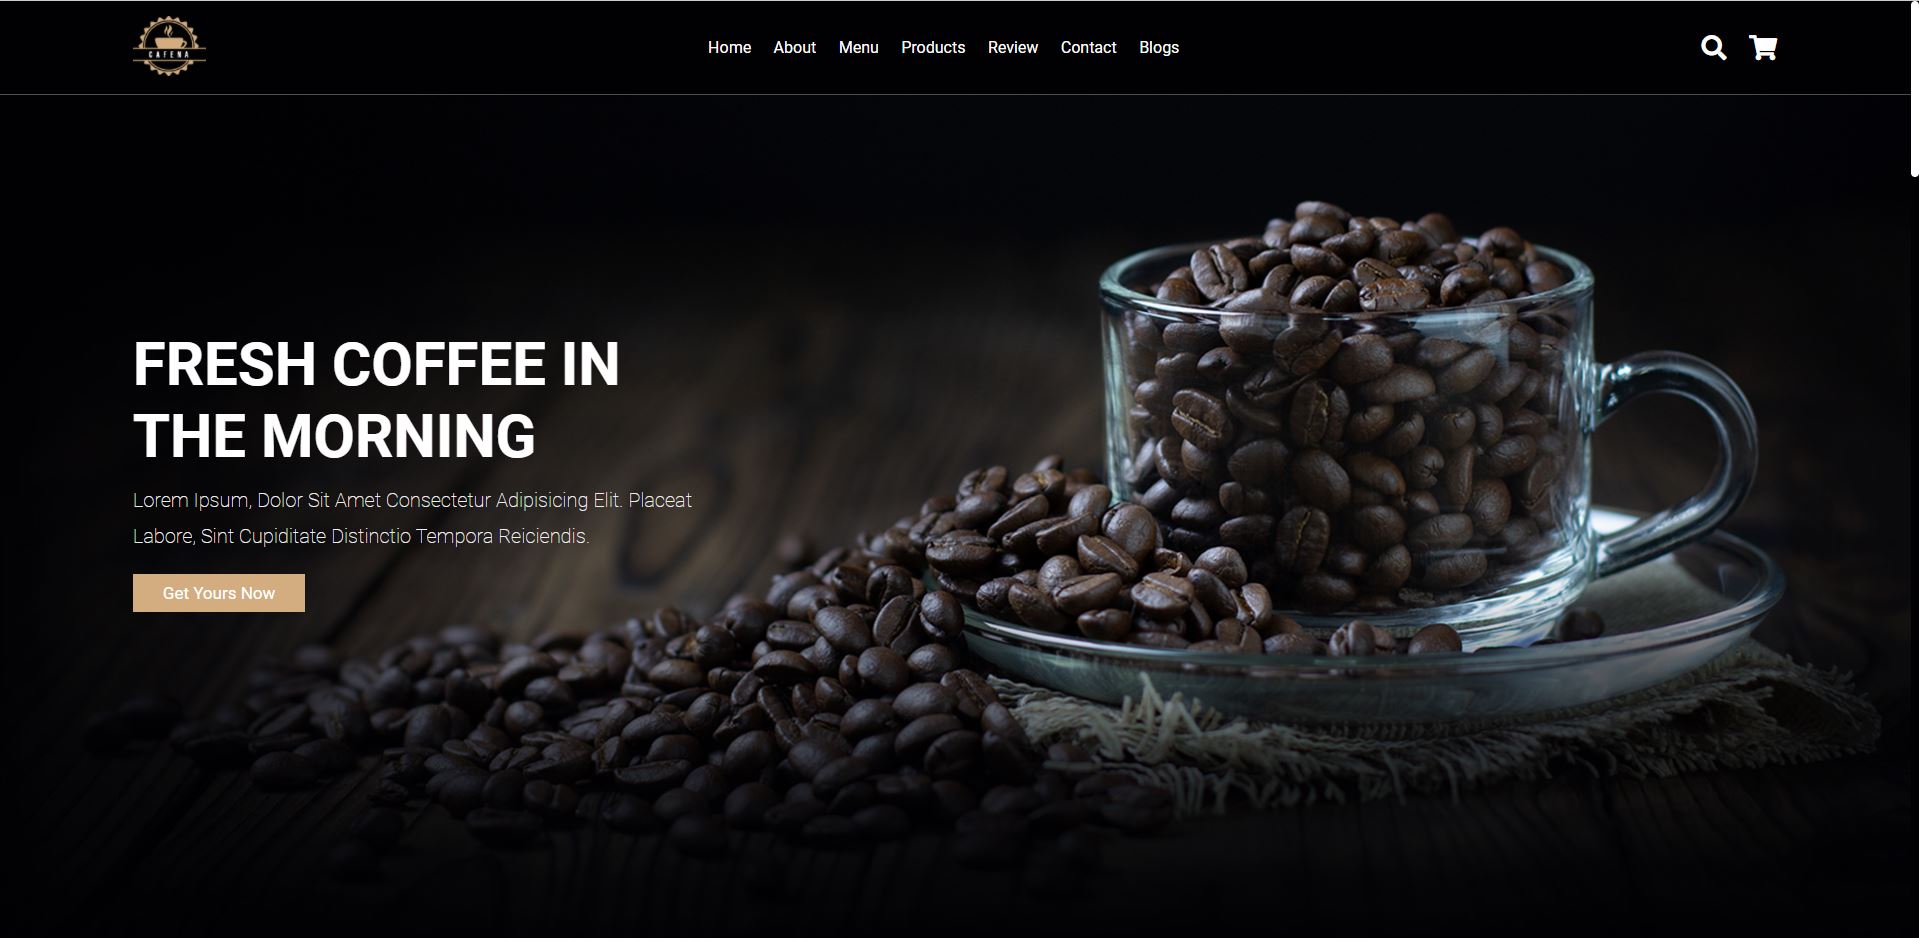 CAFENA
Home About Menu Products Review Contact Blogs
FRESH COFFEE IN
THE MORNING
Lorem Ipsum, Dolor Sit Amet Consectetur Adipisicing Elit. Placeat
Labore, Sint Cupiditate Distinctio Tempora Reiciendis.
Get Yours Now